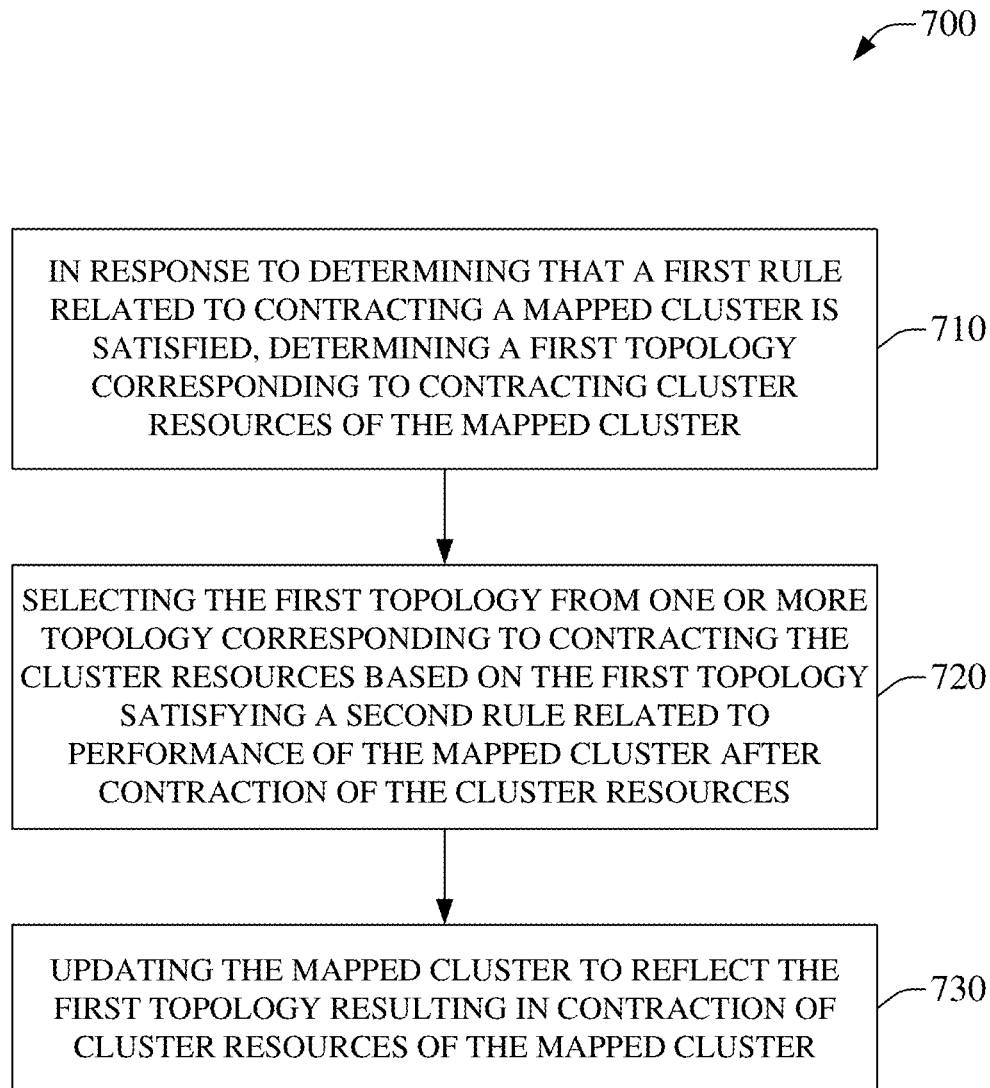 700
IN RESPONSE TO DETERMINING THAT A FIRST RULE
RELATED TO CONTRACTING A MAPPED CLUSTER IS
SATISFIED, DETERMINING A FIRST TOPOLOGY
CORRESPONDING TO CONTRACTING CLUSTER
RESOURCES OF THE MAPPED CLUSTER
710
SELECTING THE FIRST TOPOLOGY FROM ONE OR MORE
TOPOLOGY CORRESPONDING TO CONTRACTING THE
CLUSTER RESOURCES BASED ON THE FIRST TOPOLOGY
SATISFYING A SECOND RULE RELATED TO
PERFORMANCE OF THE MAPPED CLUSTER AFTER
CONTRACTION OF THE CLUSTER RESOURCES
720
UPDATING THE MAPPED CLUSTER TO REFLECT THE
FIRST TOPOLOGY RESULTING IN CONTRACTION OF
CLUSTER RESOURCES OF THE MAPPED CLUSTER
730